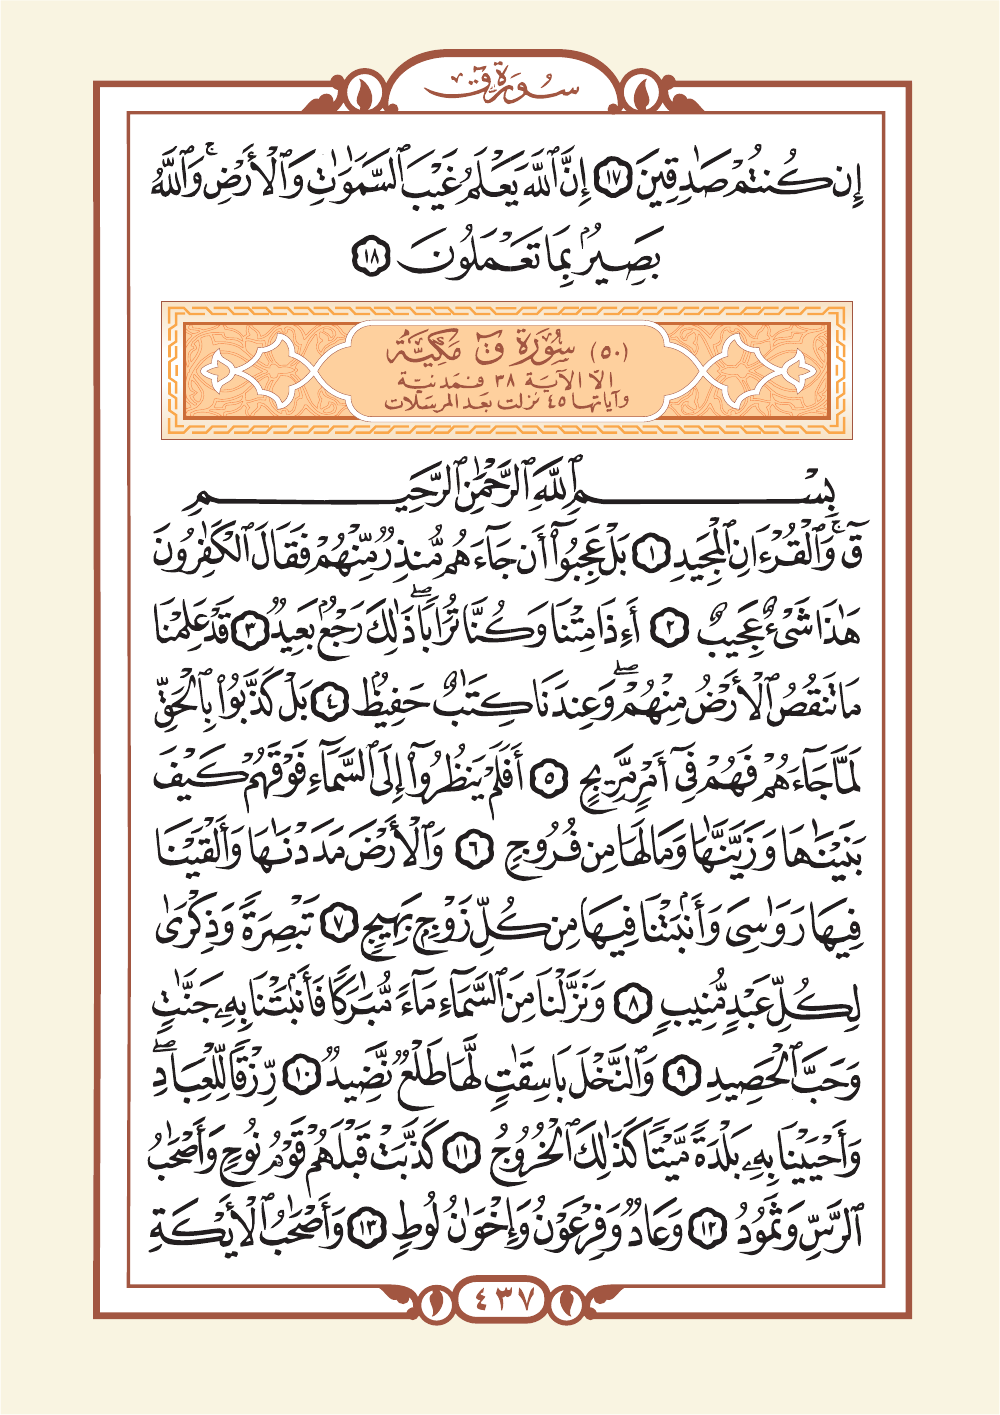 سُورَةُ قٓ
إِن كُنتُمْ صَٰدِقِينَ ١٧ إِنَّ ٱللَّهَ يَعْلَمُ غَيْبَ ٱلسَّمَٰوَٰتِ وَٱلْأَرْضِ ۚ وَٱللَّهُ
بَصِيرٌۢ بِمَا تَعْمَلُونَ ١٨
(٥٠) سُورَة قٓ مَكِيَّة
إلا الآية ٣٨ فمدنية
وآياتها ٤٥ نزلت بعد المرسلات
بِسْمِ ٱللَّهِ ٱلرَّحْمَٰنِ ٱلرَّحِيمِ
قٓ ۚ وَٱلْقُرْءَانِ ٱلْمَجِيدِ ١ بَلْ عَجِبُوٓا۟ أَن جَآءَهُم مُّنذِرٌ مِّنْهُمْ فَقَالَ ٱلْكَٰفِرُونَ
هَٰذَا شَىْءٌ عَجِيبٌ ٢ أَءِذَا مِتْنَا وَكُنَّا تُرَابًا ۖ ذَٰلِكَ رَجْعٌۢ بَعِيدٌ ٣ قَدْ عَلِمْنَا
مَا تَنقُصُ ٱلْأَرْضُ مِنْهُمْ ۖ وَعِندَنَا كِتَٰبٌ حَفِيظٌۢ ٤ بَلْ كَذَّبُوا۟ بِٱلْحَقِّ
لَمَّا جَآءَهُمْ فَهُمْ فِىٓ أَمْرٍ مَّرِيجٍ ٥ أَفَلَمْ يَنظُرُوٓا۟ إِلَى ٱلسَّمَآءِ فَوْقَهُمْ كَيْفَ
بَنَيْنَٰهَا وَزَيَّنَّٰهَا وَمَا لَهَا مِن فُرُوجٍ ٦ وَٱلْأَرْضَ مَدَدْنَٰهَا وَأَلْقَيْنَا
فِيهَا رَوَٰسِىَ وَأَنۢبَتْنَا فِيهَا مِن كُلِّ زَوْجٍۭ بَهِيجٍ ٧ تَبْصِرَةً وَذِكْرَىٰ
لِكُلِّ عَبْدٍ مُّنِيبٍ ٨ وَنَزَّلْنَا مِنَ ٱلسَّمَآءِ مَآءً مُّبَٰرَكًا فَأَنۢبَتْنَا بِهِۦ جَنَّٰتٍ
وَحَبَّ ٱلْحَصِيدِ ٩ وَٱلنَّخْلَ بَاسِقَٰتٍ لَّهَا طَلْعٌ نَّضِيدٌ ١٠ رِّزْقًا لِّلْعِبَادِ ۖ
وَأَحْيَيْنَا بِهِۦ بَلْدَةً مَّيْتًا كَذَٰلِكَ ٱلْخُرُوجُ ١١ كَذَّبَتْ قَبْلَهُمْ قَوْمُ نُوحٍ وَأَصْحَٰبُ
ٱلرَّسِّ وَثَمُودُ ١٢ وَعَادٌ وَفِرْعَوْنُ وَإِخْوَٰنُ لُوطٍ ١٣ وَأَصْحَٰبُ ٱلْأَيْكَةِ
٤٣٧